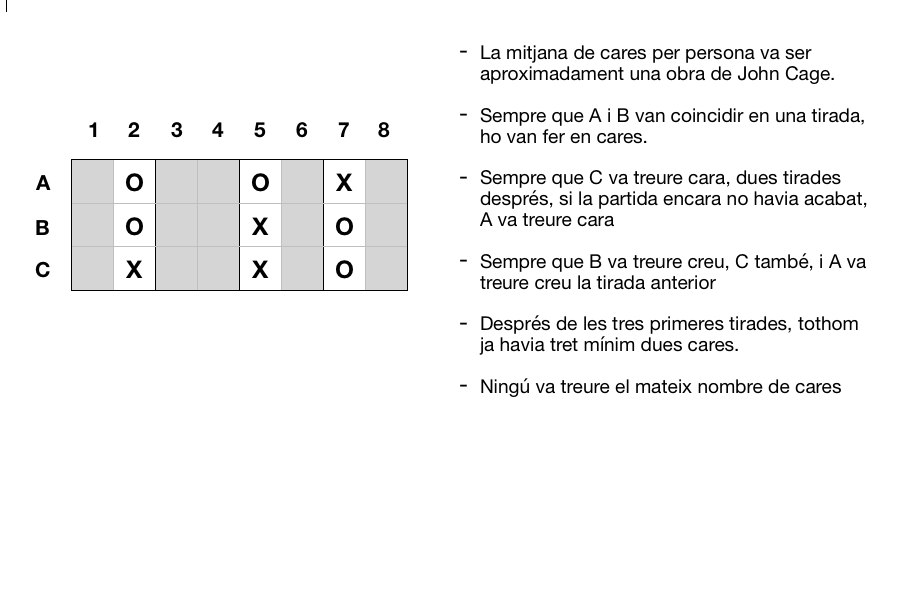 1 2 3 4 5 6 7 8
A O O X
B O X O
C X X O
- La mitjana de cares per persona va ser
aproximadament una obra de John Cage.
- Sempre que A i B van coincidir en una tirada,
ho van fer en cares.
- Sempre que C va treure cara, dues tirades
després, si la partida encara no havia acabat,
A va treure cara
- Sempre que B va treure creu, C també, i A va
treure creu la tirada anterior
- Després de les tres primeres tirades, tothom
ja havia tret mínim dues cares.
- Ningú va treure el mateix nombre de cares